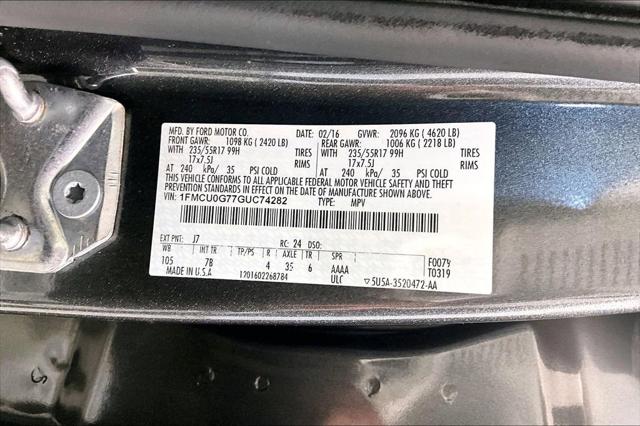 MFD. BY FORD MOTOR CO. DATE: 02/16 GVWR: 2096 KG ( 4620 LB)
FRONT GAWR: 1098 KG ( 2420 LB) REAR GAWR: 1006 KG ( 2218 LB)
WITH 235/55R17 99H TIRES WITH 235/55R17 99H TIRES
17x7.5J RIMS 17x7.5J RIMS
AT 240 kPa/ 35 PSI COLD AT 240 kPa/ 35 PSI COLD
THIS VEHICLE CONFORMS TO ALL APPLICABLE FEDERAL MOTOR VEHICLE SAFETY AND THEFT
PREVENTION STANDARDS IN EFFECT ON THE DATE OF MANUFACTURE SHOWN ABOVE.
VIN: 1FMCU0G77GUC74282 TYPE: MPV
EXT PNT: J7 RC: 24 DSO:
WB INT TR TP/PS R AXLE TR SPR F0079
105 7B 4 35 6 AAAA T0319
MADE IN U.S.A 1201602268784 ULC ▽5U5A-3520472-AA
S